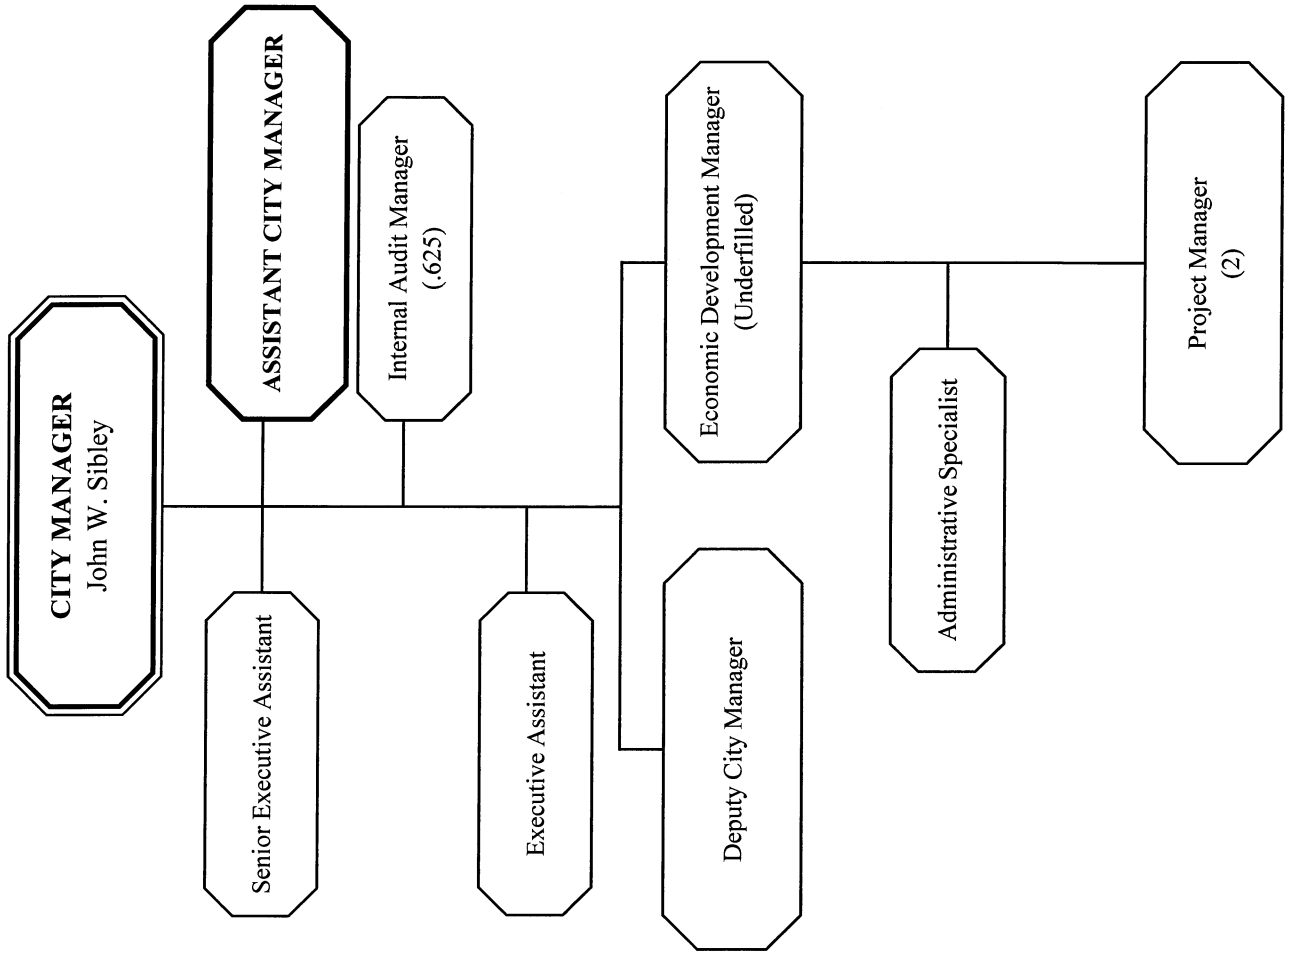 CITY MANAGER
John W. Sibley
Senior Executive Assistant
ASSISTANT CITY MANAGER
Internal Audit Manager
(.625)
Executive Assistant
Deputy City Manager
Economic Development Manager
(Underfilled)
Administrative Specialist
Project Manager
(2)